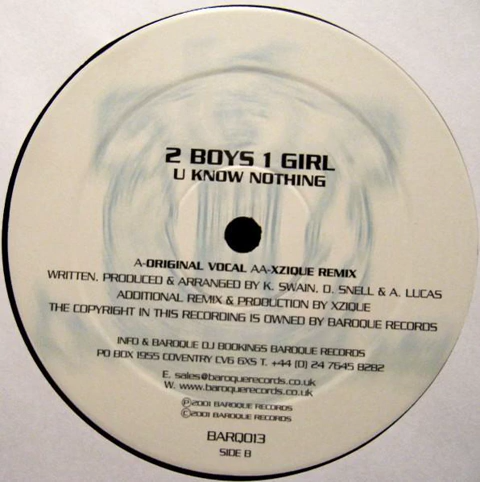 2 BOYS 1 GIRL
U KNOW NOTHING
A-ORIGINAL VOCAL AA-XZIQUE REMIX
WRITTEN, PRODUCED & ARRANGED BY K. SWAIN, D. SNELL & A. LUCAS
ADDITIONAL REMIX & PRODUCTION BY XZIQUE
THE COPYRIGHT IN THIS RECORDING IS OWNED BY BAROQUE RECORDS
INFO & BAROQUE DJ BOOKINGS BAROQUE RECORDS
PO BOX 1955 COVENTRY CV6 6XS T. +44 (0) 24 7645 8282
E. sales@baroquerecords.co.uk
W. www.baroquerecords.co.uk
℗2001 BAROQUE RECORDS
©2001 BAROQUE RECORDS
BARQ013
SIDE B